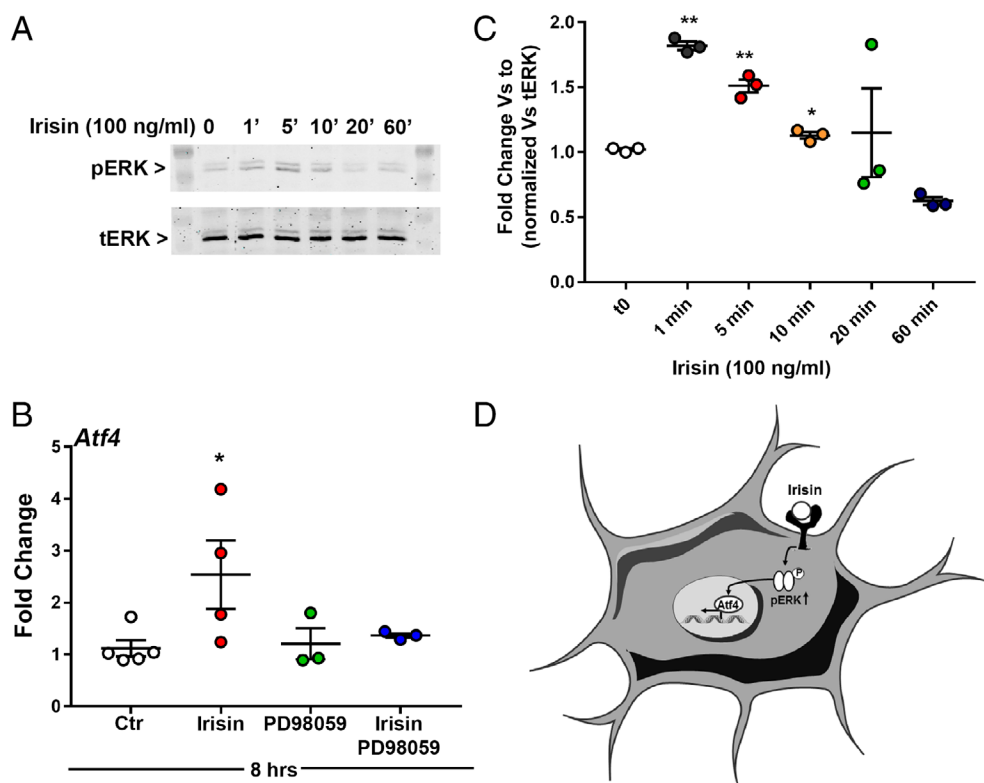 A
Irisin (100 ng/ml) 0 1’ 5’ 10’ 20’ 60’
pERK >
tERK >
C
Fold Change Vs to
(normalized Vs tERK)
2.0
1.5
1.0
0.5
0.0
**
**
*
t0
1 min
5 min
10 min
20 min
60 min
Irisin (100 ng/ml)
B
Atf4
Fold Change
5
4
3
2
1
0
*
Ctr
Irisin
PD98059
Irisin
PD98059
8 hrs
D
Irisin
P
pERK↑
Atf4